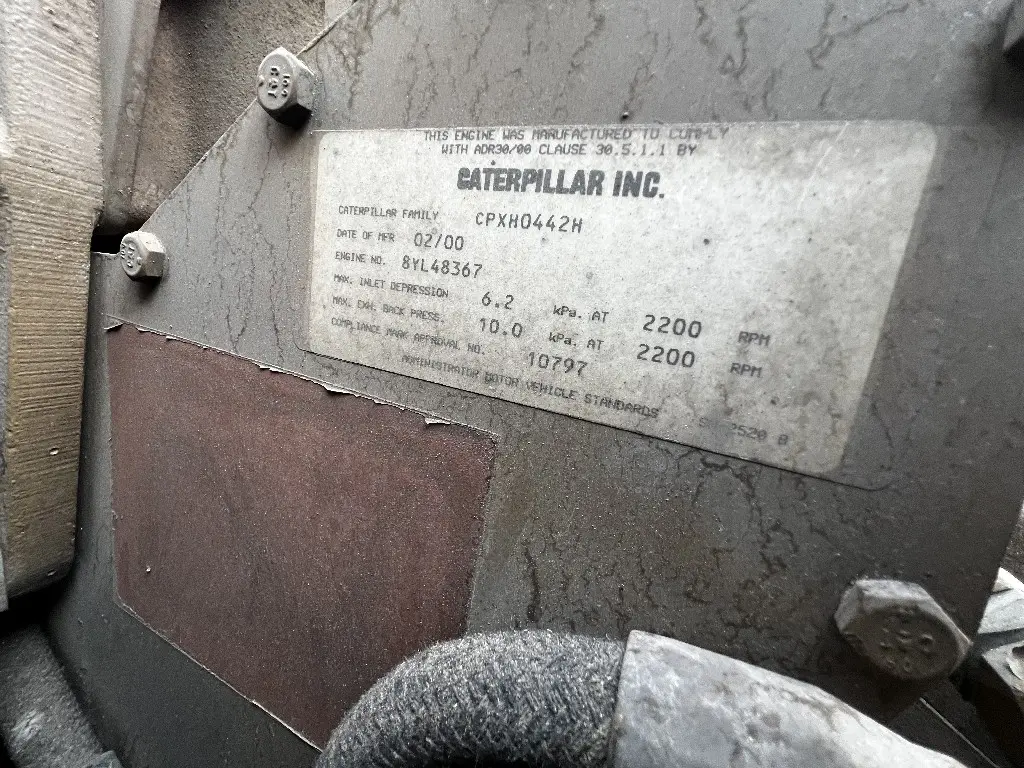 THIS ENGINE WAS MANUFACTURED TO COMPLY
WITH ADR30/00 CLAUSE 30.5.1.1 BY
CATERPILLAR INC.
CATERPILLAR FAMILY CPXH0442H
DATE OF MFR 02/00
ENGINE NO. 8YL48367
MAX. INLET DEPRESSION 6.2 kPa. AT 2200 RPM
MAX. EXH. BACK PRESS. 10.0 kPa. AT 2200 RPM
COMPLIANCE MARK APPROVAL NO. 10797
ADMINISTRATOR MOTOR VEHICLE STANDARDS
2520 B